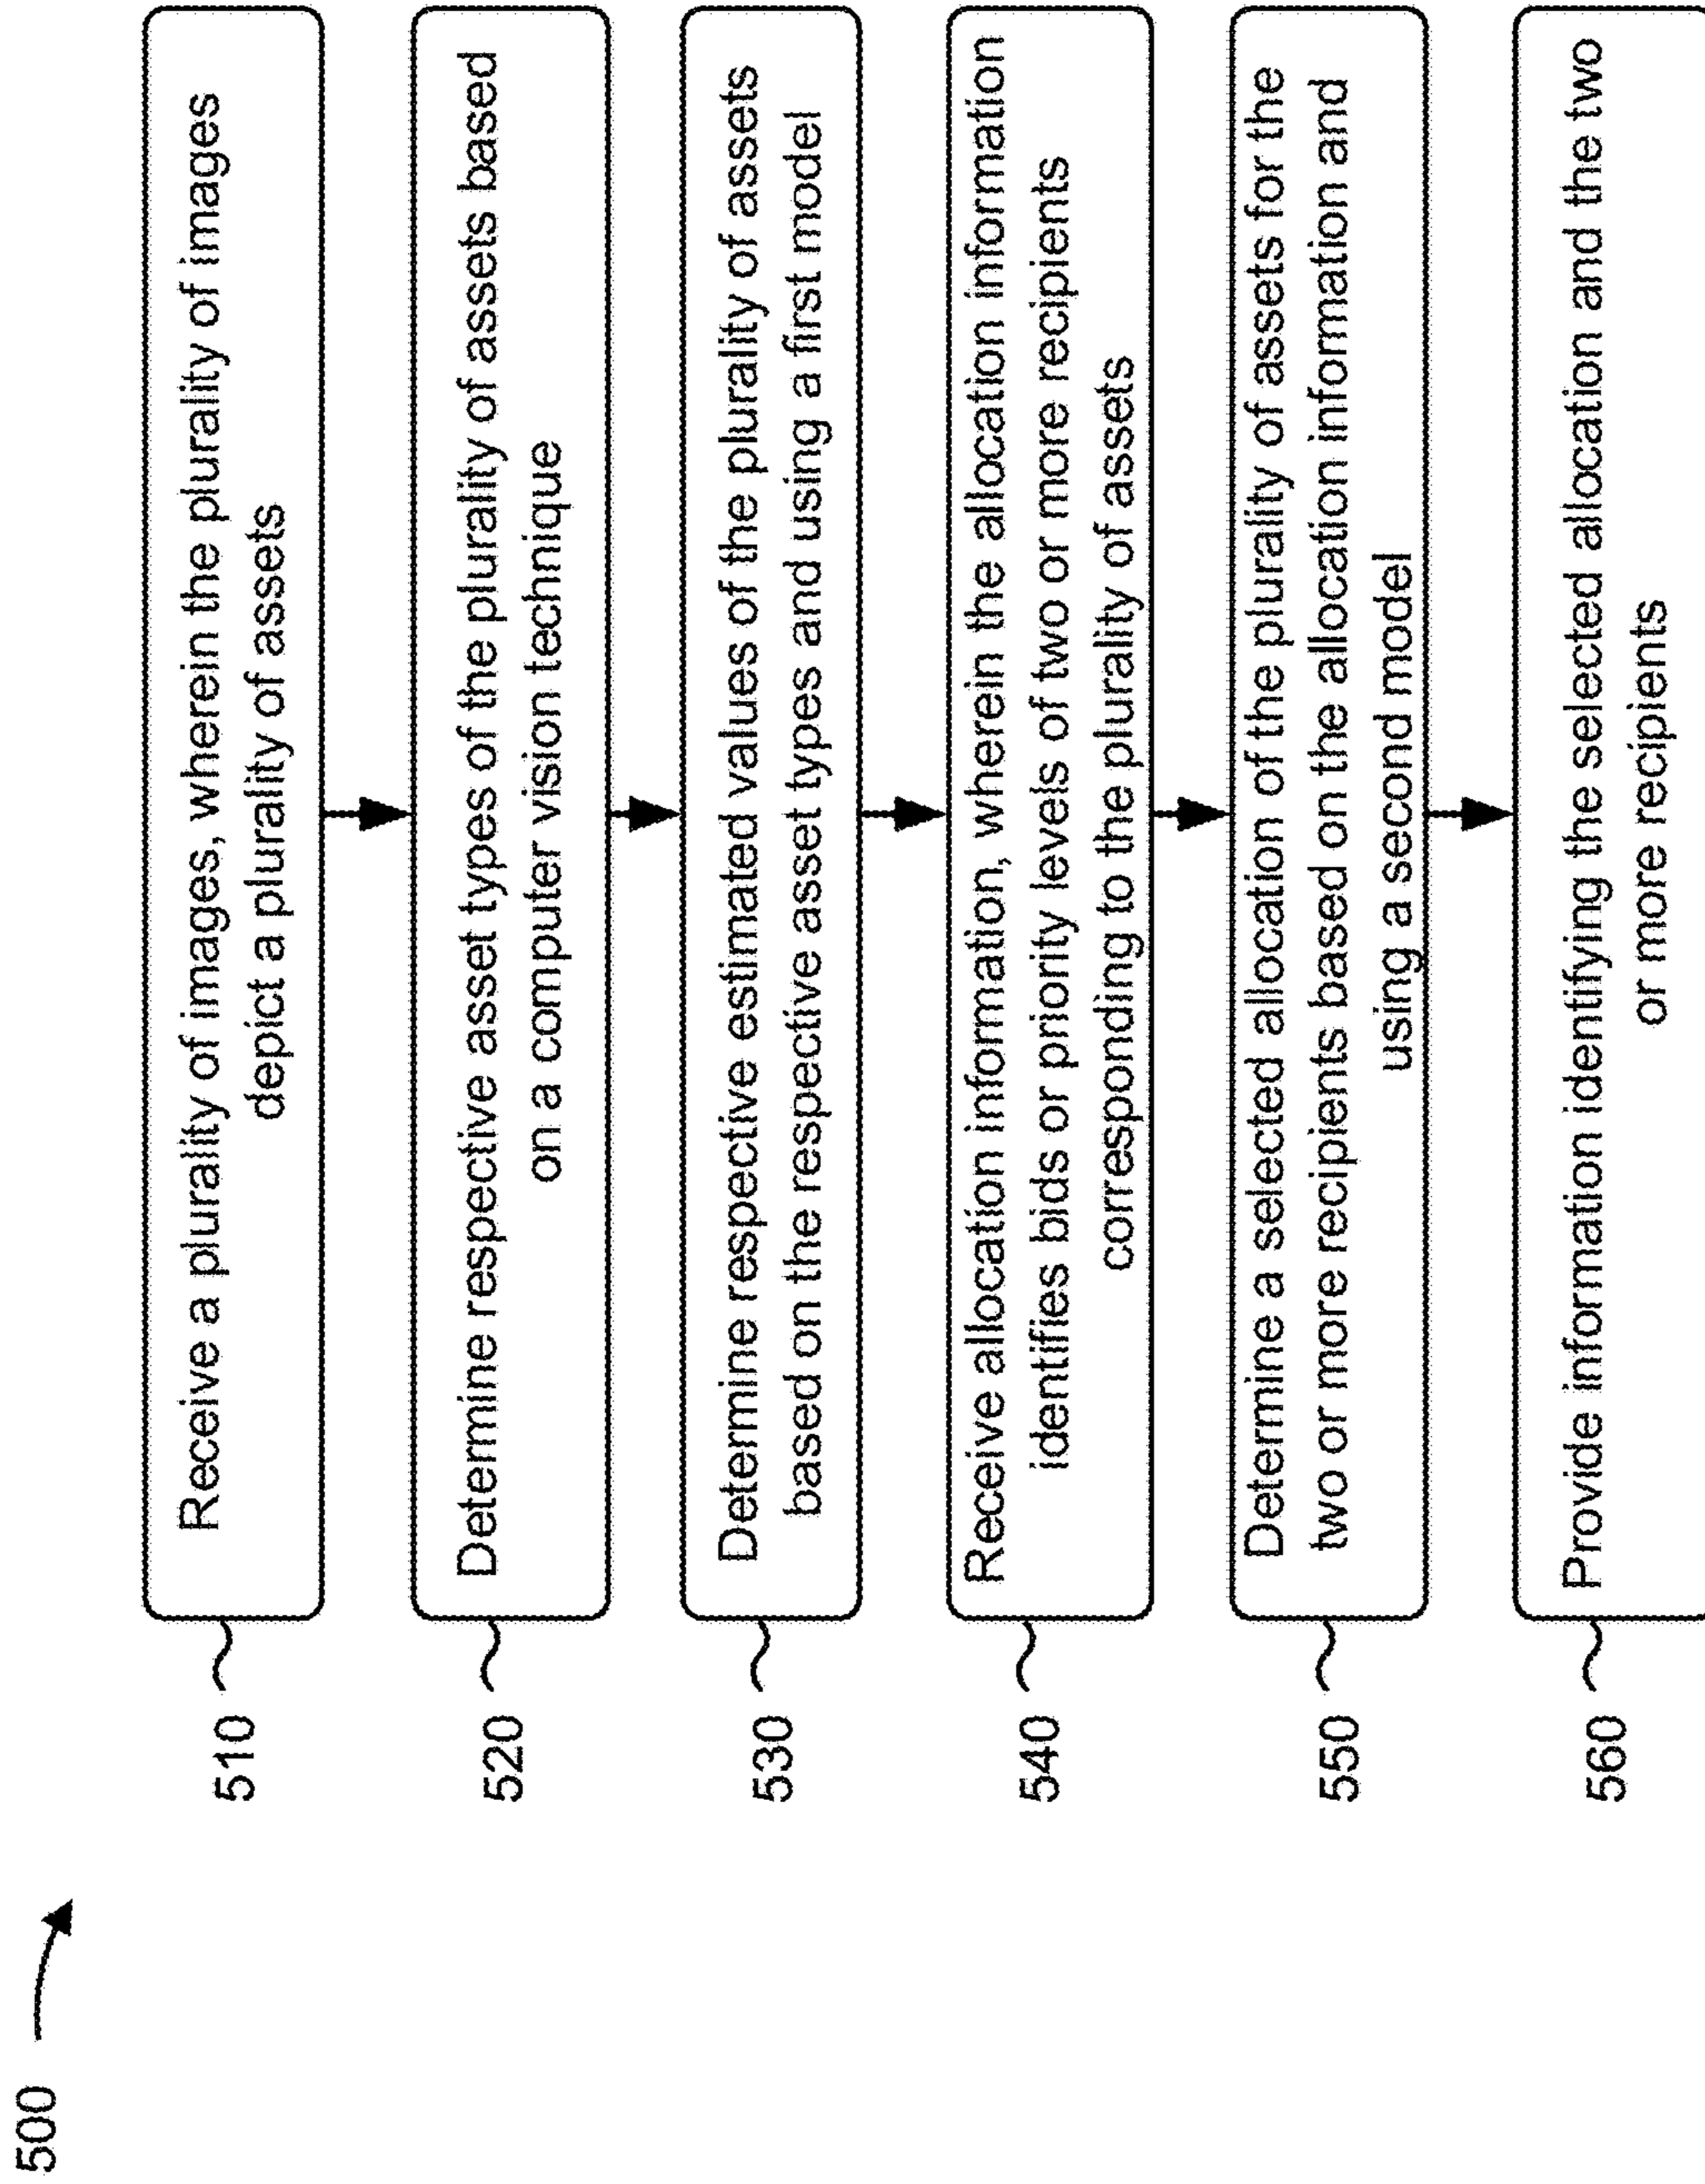 500
510
Receive a plurality of images, wherein the plurality of images
depict a plurality of assets
520
Determine respective asset types of the plurality of assets based
on a computer vision technique
530
Determine respective estimated values of the plurality of assets
based on the respective asset types and using a first model
540
Receive allocation information, wherein the allocation information
identifies bids or priority levels of two or more recipients
corresponding to the plurality of assets
550
Determine a selected allocation of the plurality of assets for the
two or more recipients based on the allocation information and
using a second model
560
Provide information identifying the selected allocation and the two
or more recipients